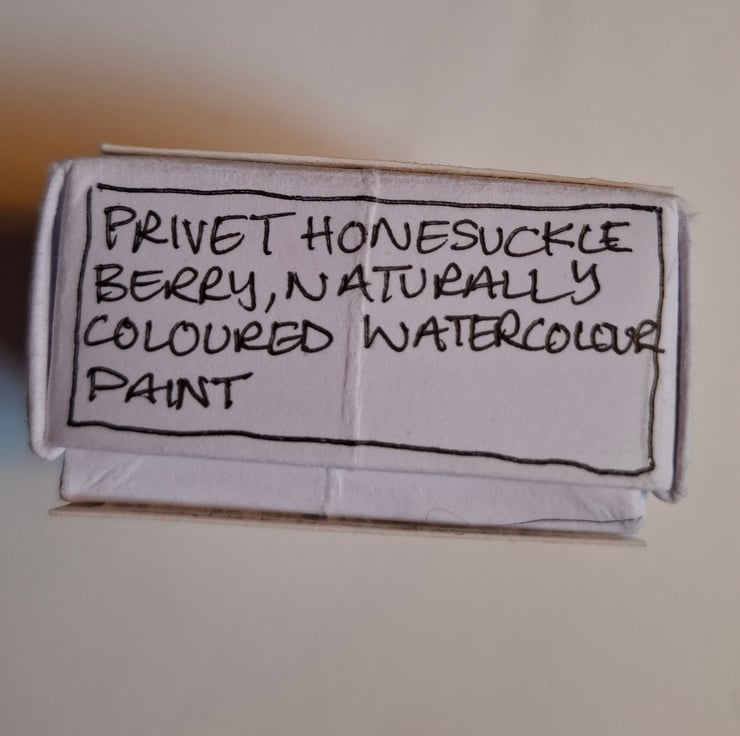 PRIVET HONESUCKLE
BERRY, NATURALLY
COLOURED WATERCOLOUR
PAINT